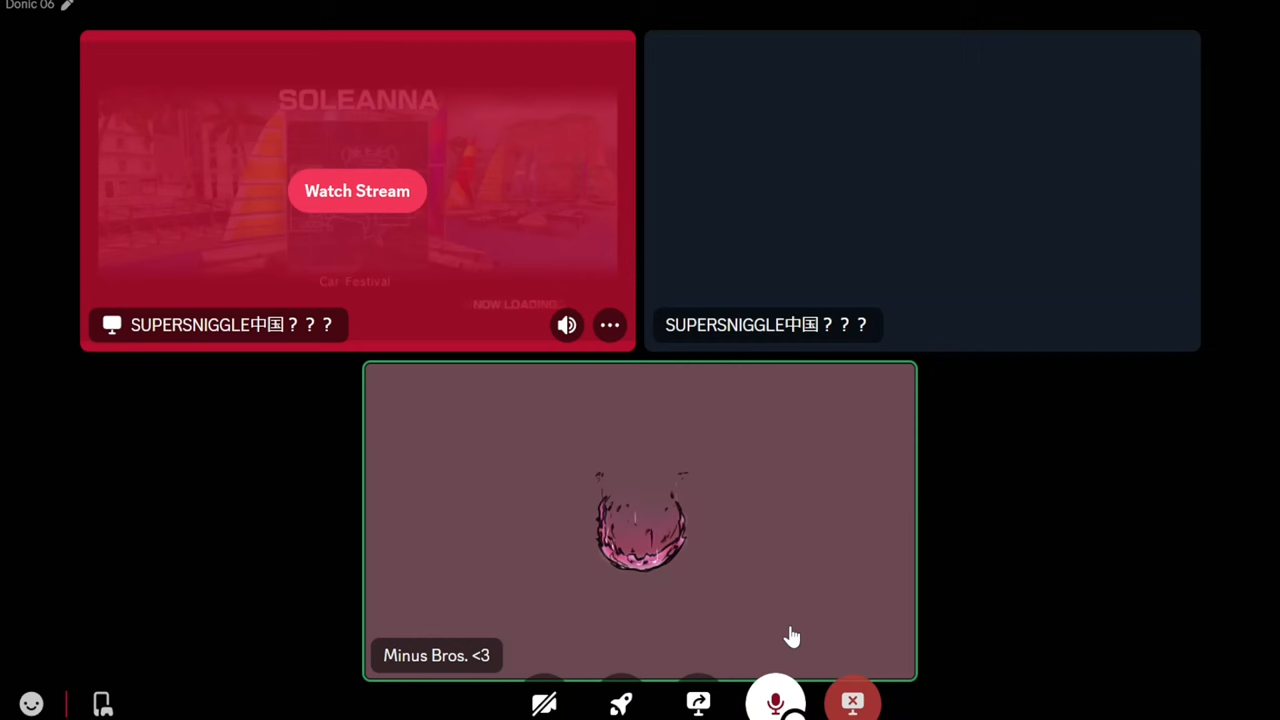 Donic 06
SOLEANNA
Watch Stream
Car Festival
NOW LOADING
SUPERSNIGGLE中国？？？
SUPERSNIGGLE中国？？？
Minus Bros. <3